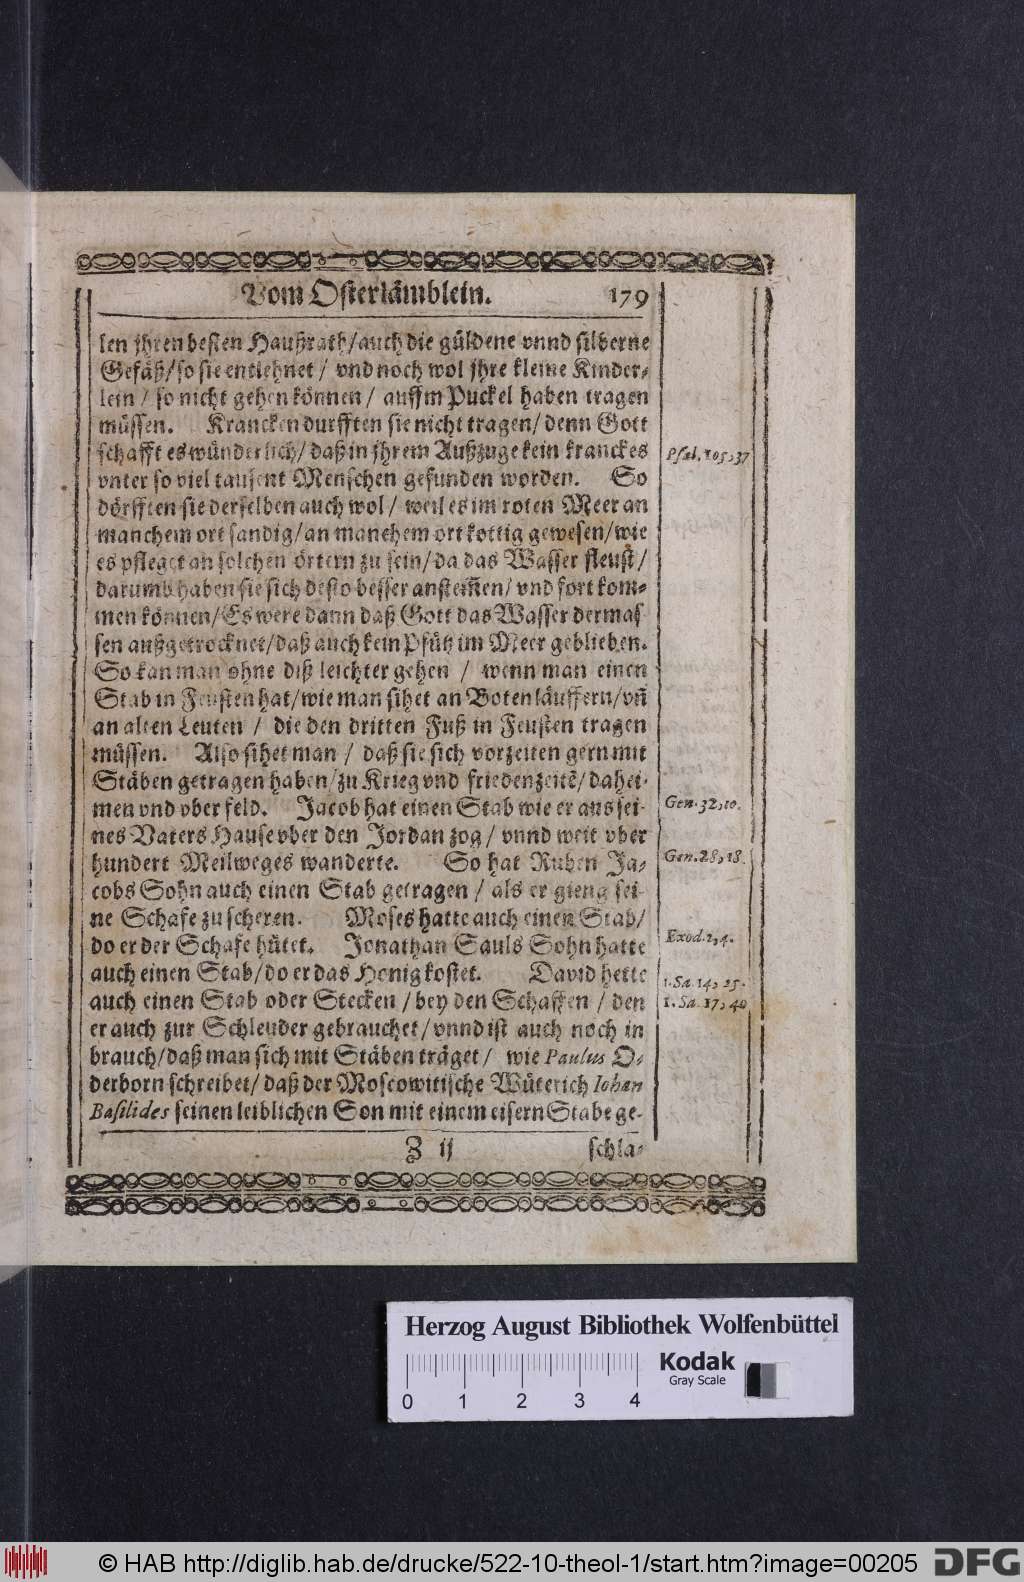 Vom Osterlämblein. 179
len jhren besten Haußrath/auch die güldene vnnd silberne
Gefäß/so sie entlehnet/ vnd noch wol jhre kleine Kinder-
lein/ so nicht gehen können/ auffm Puckel haben tragen
müssen. Krancken durfften sie nicht tragen/denn Gott
schafft es wünderlich/daß in jhrem Außzuge kein kranckes
vnter so viel tausent Menschen gefunden worden. So
Psal. 105,37
dörfften sie derselben auch wol/ weil es im roten Meer an
manchem ort sandig/an manchem ort kottig gewesen/wie
es pfleget an solchen örtern zu sein/da das Wasser fleust/
darumb haben sie sich desto besser anstem̄en/ vnd fort kom-
men können/Es were dann daß Gott das Wasser dermas-
sen außgetrocknet/daß auch kein Pfütz im Meer geblieben.
So kan man ohne diß leichter gehen / wenn man einen
Stab in Feusten hat/wie man sihet an Botenläuffern/vn̄
an alten Leuten / die den dritten Fuß in Feusten tragen
müssen. Also sihet man / daß sie sich vorzeiten gern mit
Stäben getragen haben/zu Krieg vnd friedenzeitē/dahei-
men vnd vber feld. Jacob hat einen Stab wie er aus sei-
Gen. 32,10.
nes Vaters Hause vber den Jordan zog/ vnnd weit vber
hundert Meilweges wanderte. So hat Ruben Ja-
Gen. 28,18.
cobs Sohn auch einen Stab getragen / als er gieng sei-
ne Schafe zu scheren. Moses hatte auch einen Stab/
do er der Schafe hütet. Jonathan Sauls Sohn hatte
Exod. 2,4.
auch einen Stab/do er das Honig kostet. David hette
1. Sa. 14, 25.
auch einen Stab oder Stecken /bey den Schaffen / den
1. Sa. 17, 40
er auch zur Schleuder gebrauchet/vnnd ist auch noch in
brauch/daß man sich mit Stäben träget/ wie Paulus O-
derborn schreibet/daß der Moscowitische Wüterich Iohan
Basilides seinen leiblichen Son mit einem eisern Stabe ge-
Z ij schla-
Herzog August Bibliothek Wolfenbüttel
0 1 2 3 4
Kodak
Gray Scale
© HAB http://diglib.hab.de/drucke/522-10-theol-1/start.htm?image=00205
DFG